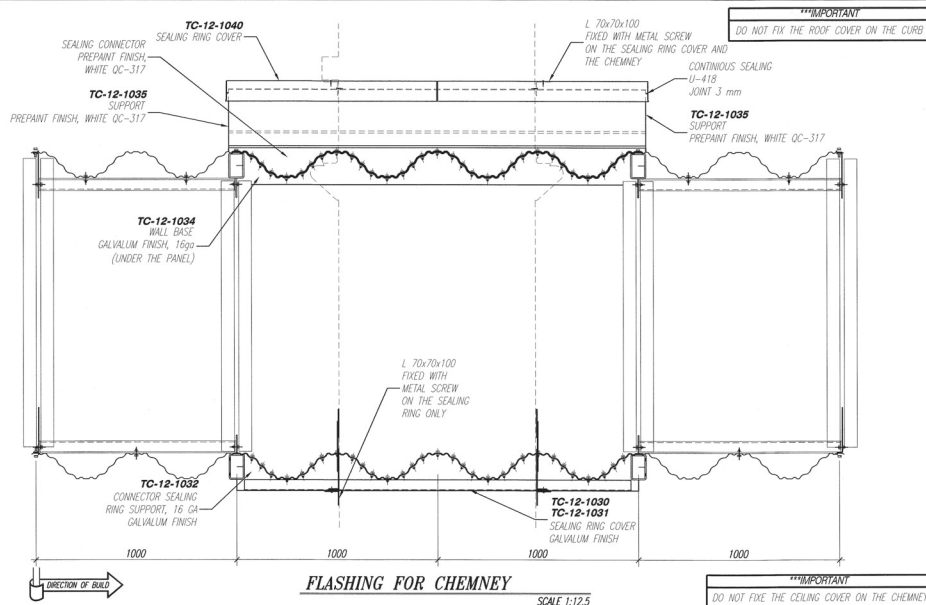 ***IMPORTANT
DO NOT FIX THE ROOF COVER ON THE CURB
TC-12-1040
SEALING RING COVER
L 70x70x100
FIXED WITH METAL SCREW
ON THE SEALING RING COVER AND
THE CHEMNEY
SEALING CONNECTOR
PREPAINT FINISH,
WHITE QC-317
CONTINIOUS SEALING
U-418
JOINT 3 mm
TC-12-1035
SUPPORT
PREPAINT FINISH, WHITE QC-317
TC-12-1035
SUPPORT
PREPAINT FINISH, WHITE QC-317
TC-12-1034
WALL BASE
GALVALUM FINISH, 16ga
(UNDER THE PANEL)
L 70x70x100
FIXED WITH
METAL SCREW
ON THE SEALING
RING ONLY
TC-12-1032
CONNECTOR SEALING
RING SUPPORT, 16 GA
GALVALUM FINISH
TC-12-1030
TC-12-1031
SEALING RING COVER
GALVALUM FINISH
1000
1000
1000
1000
DIRECTION OF BUILD
FLASHING FOR CHEMNEY
SCALE 1:12.5
***IMPORTANT
DO NOT FIXE THE CEILING COVER ON THE CHEMNEY